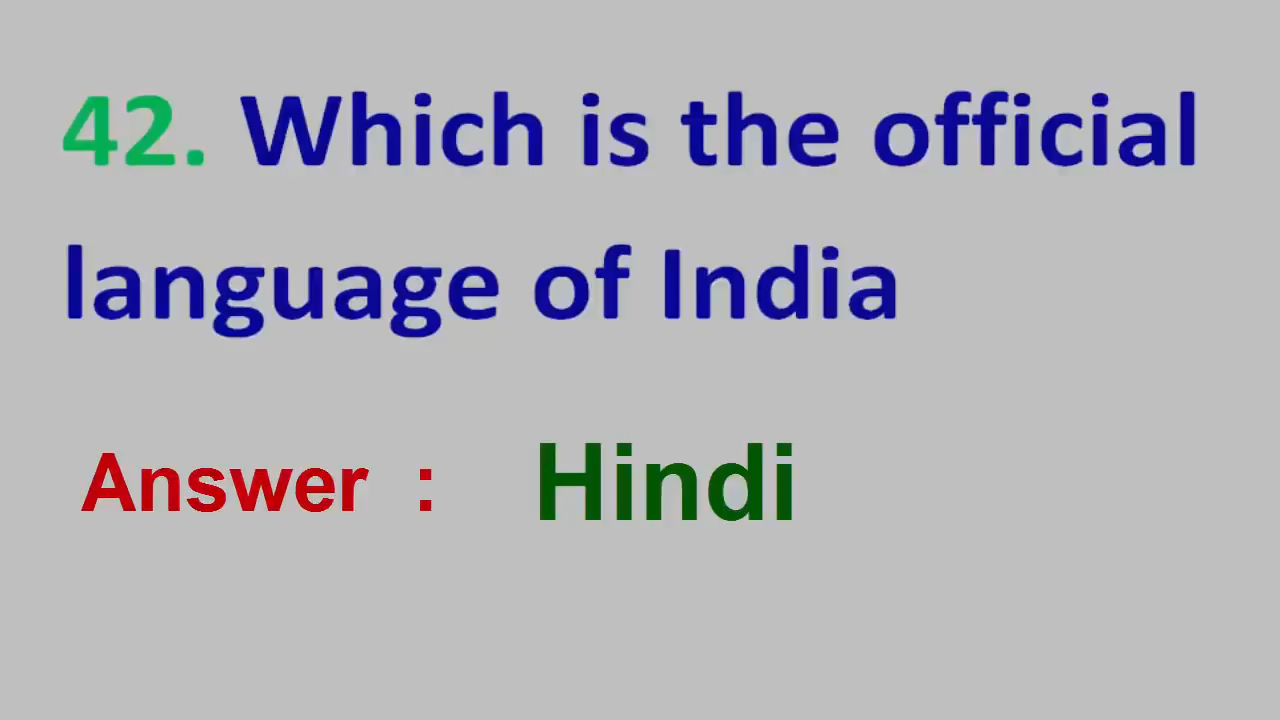 42. Which is the official
language of India
Answer : Hindi